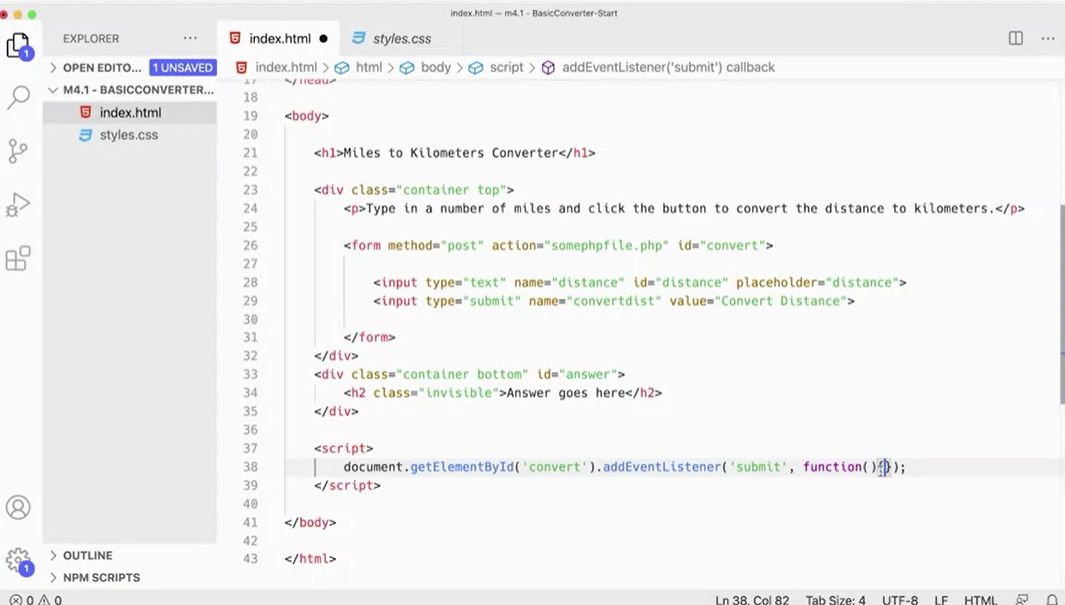 index.html — m4.1 - BasicConverter-Start
EXPLORER
index.html
styles.css
OPEN EDITO...
1 UNSAVED
index.html > html > body > script > addEventListener('submit') callback
M4.1 - BASICCONVERTER...
index.html
styles.css
17 </head>
18
19 <body>
20
21 <h1>Miles to Kilometers Converter</h1>
22
23 <div class="container top">
24 <p>Type in a number of miles and click the button to convert the distance to kilometers.</p>
25
26 <form method="post" action="somephpfile.php" id="convert">
27
28 <input type="text" name="distance" id="distance" placeholder="distance">
29 <input type="submit" name="convertdist" value="Convert Distance">
30
31 </form>
32 </div>
33 <div class="container bottom" id="answer">
34 <h2 class="invisible">Answer goes here</h2>
35 </div>
36
37 <script>
38 document.getElementById('convert').addEventListener('submit', function(){});
39 </script>
40
41 </body>
42
43 </html>
1
1
OUTLINE
NPM SCRIPTS
0 0
Ln 38, Col 82
Tab Size: 4
UTF-8
LF
HTML